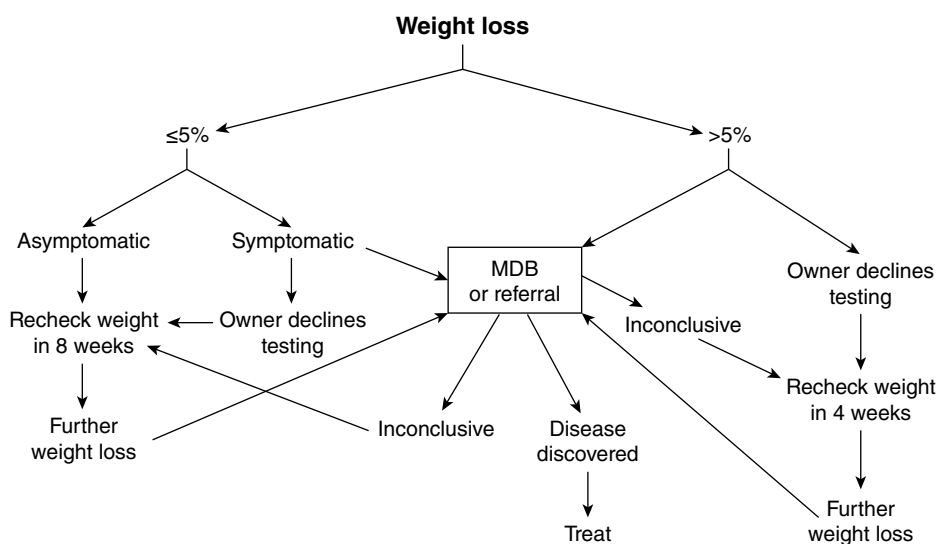 Weight loss
≤5%
>5%
Asymptomatic
Symptomatic
MDB
or referral
Owner declines
testing
Recheck weight
in 8 weeks
Owner declines
testing
Inconclusive
Recheck weight
in 4 weeks
Further
weight loss
Inconclusive
Disease
discovered
Treat
Further
weight loss